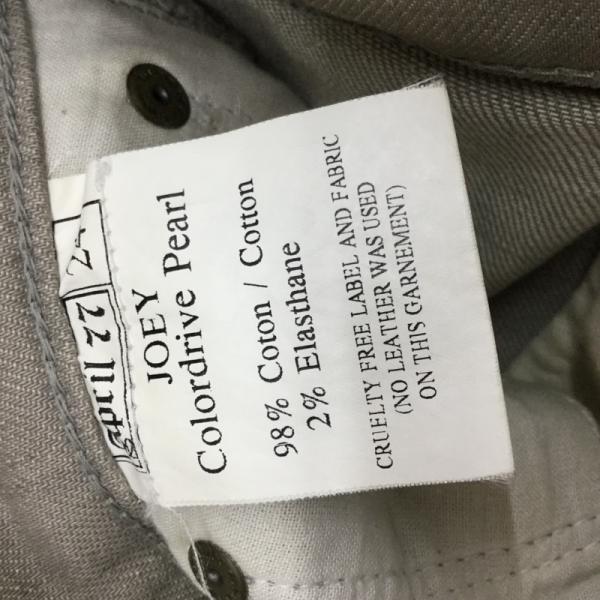 april 77
JOEY
Colordrive Pearl
98% Coton / Cotton
2% Elasthane
CRUELTY FREE LABEL AND FABRIC
(NO LEATHER WAS USED
ON THIS GARNEMENT)